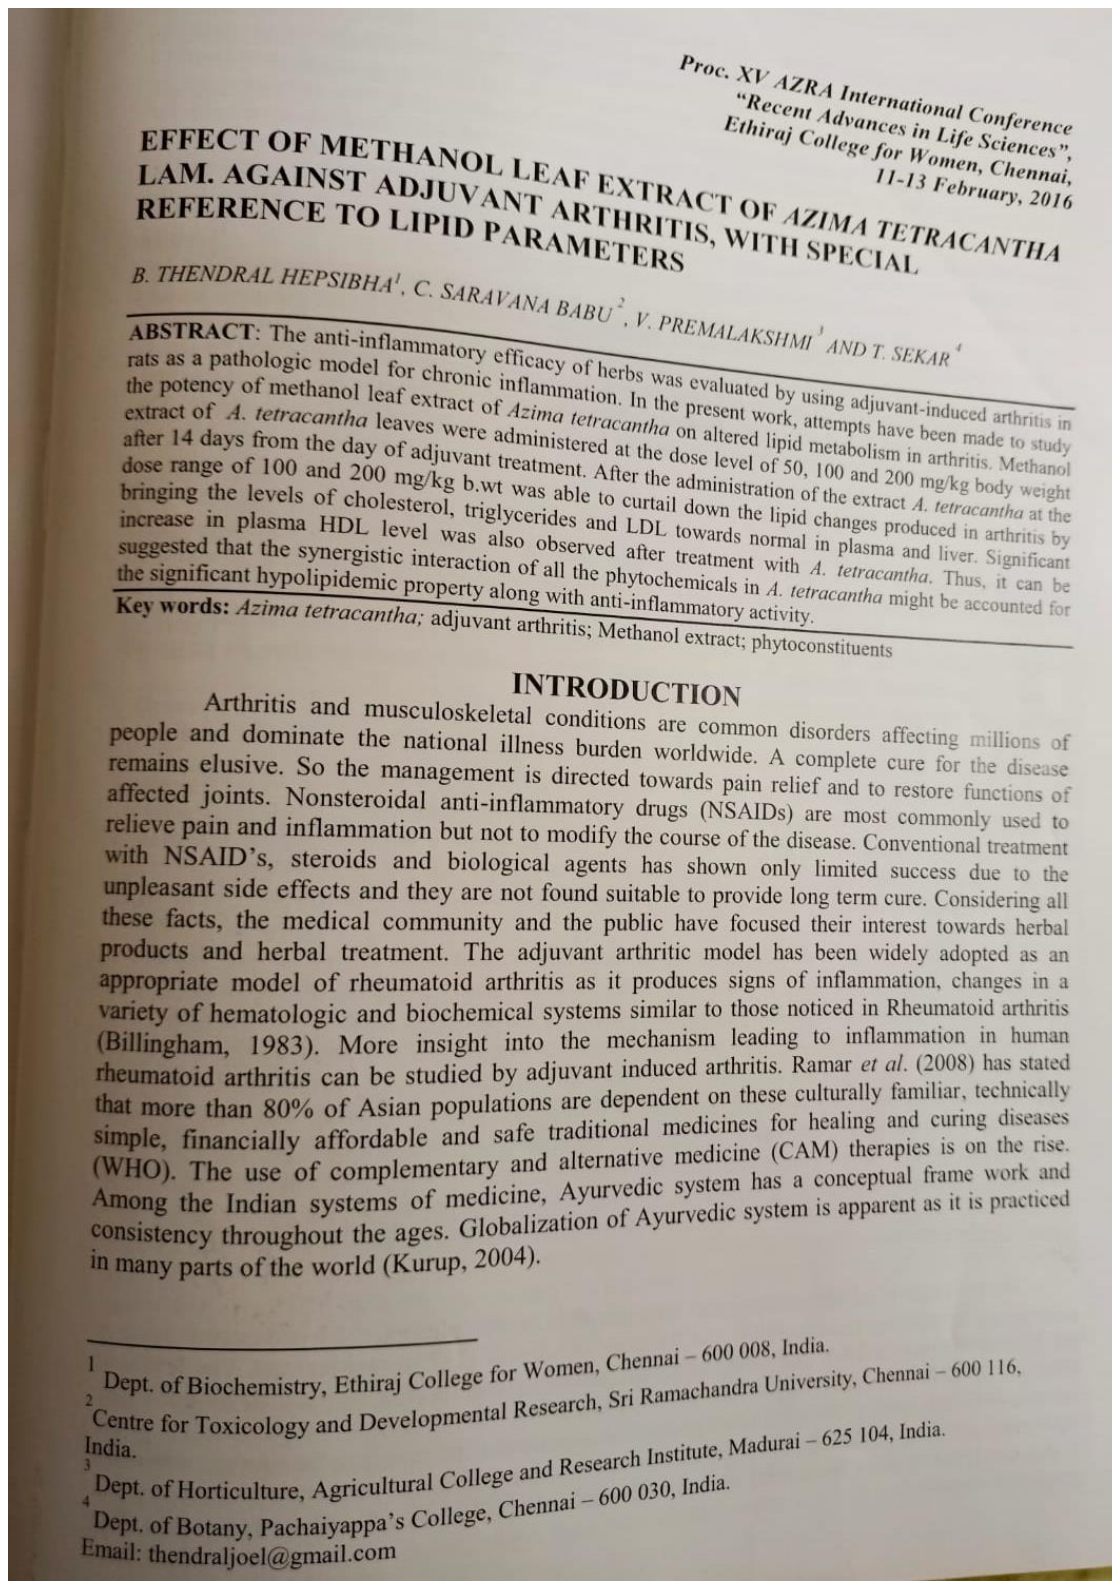 Proc. XV AZRA International Conference
"Recent Advances in Life Sciences",
Ethiraj College for Women, Chennai,
11-13 February, 2016
EFFECT OF METHANOL LEAF EXTRACT OF AZIMA TETRACANTHA
LAM. AGAINST ADJUVANT ARTHRITIS, WITH SPECIAL
REFERENCE TO LIPID PARAMETERS
B. THENDRAL HEPSIBHA¹, C. SARAVANA BABU ², V. PREMALAKSHMI ³ AND T. SEKAR ⁴
ABSTRACT: The anti-inflammatory efficacy of herbs was evaluated by using adjuvant-induced arthritis in
rats as a pathologic model for chronic inflammation. In the present work, attempts have been made to study
the potency of methanol leaf extract of Azima tetracantha on altered lipid metabolism in arthritis. Methanol
extract of A. tetracantha leaves were administered at the dose level of 50, 100 and 200 mg/kg body weight
after 14 days from the day of adjuvant treatment. After the administration of the extract A. tetracantha at the
dose range of 100 and 200 mg/kg b.wt was able to curtail down the lipid changes produced in arthritis by
bringing the levels of cholesterol, triglycerides and LDL towards normal in plasma and liver. Significant
increase in plasma HDL level was also observed after treatment with A. tetracantha. Thus, it can be
suggested that the synergistic interaction of all the phytochemicals in A. tetracantha might be accounted for
the significant hypolipidemic property along with anti-inflammatory activity.
Key words: Azima tetracantha; adjuvant arthritis; Methanol extract; phytoconstituents
INTRODUCTION
Arthritis and musculoskeletal conditions are common disorders affecting millions of
people and dominate the national illness burden worldwide. A complete cure for the disease
remains elusive. So the management is directed towards pain relief and to restore functions of
affected joints. Nonsteroidal anti-inflammatory drugs (NSAIDs) are most commonly used to
relieve pain and inflammation but not to modify the course of the disease. Conventional treatment
with NSAID's, steroids and biological agents has shown only limited success due to the
unpleasant side effects and they are not found suitable to provide long term cure. Considering all
these facts, the medical community and the public have focused their interest towards herbal
products and herbal treatment. The adjuvant arthritic model has been widely adopted as an
appropriate model of rheumatoid arthritis as it produces signs of inflammation, changes in a
variety of hematologic and biochemical systems similar to those noticed in Rheumatoid arthritis
(Billingham, 1983). More insight into the mechanism leading to inflammation in human
rheumatoid arthritis can be studied by adjuvant induced arthritis. Ramar et al. (2008) has stated
that more than 80% of Asian populations are dependent on these culturally familiar, technically
simple, financially affordable and safe traditional medicines for healing and curing diseases
(WHO). The use of complementary and alternative medicine (CAM) therapies is on the rise.
Among the Indian systems of medicine, Ayurvedic system has a conceptual frame work and
consistency throughout the ages. Globalization of Ayurvedic system is apparent as it is practiced
in many parts of the world (Kurup, 2004).
¹ Dept. of Biochemistry, Ethiraj College for Women, Chennai – 600 008, India.
² Centre for Toxicology and Developmental Research, Sri Ramachandra University, Chennai – 600 116,
India.
³ Dept. of Horticulture, Agricultural College and Research Institute, Madurai – 625 104, India.
⁴ Dept. of Botany, Pachaiyappa's College, Chennai – 600 030, India.
Email: thendraljoel@gmail.com